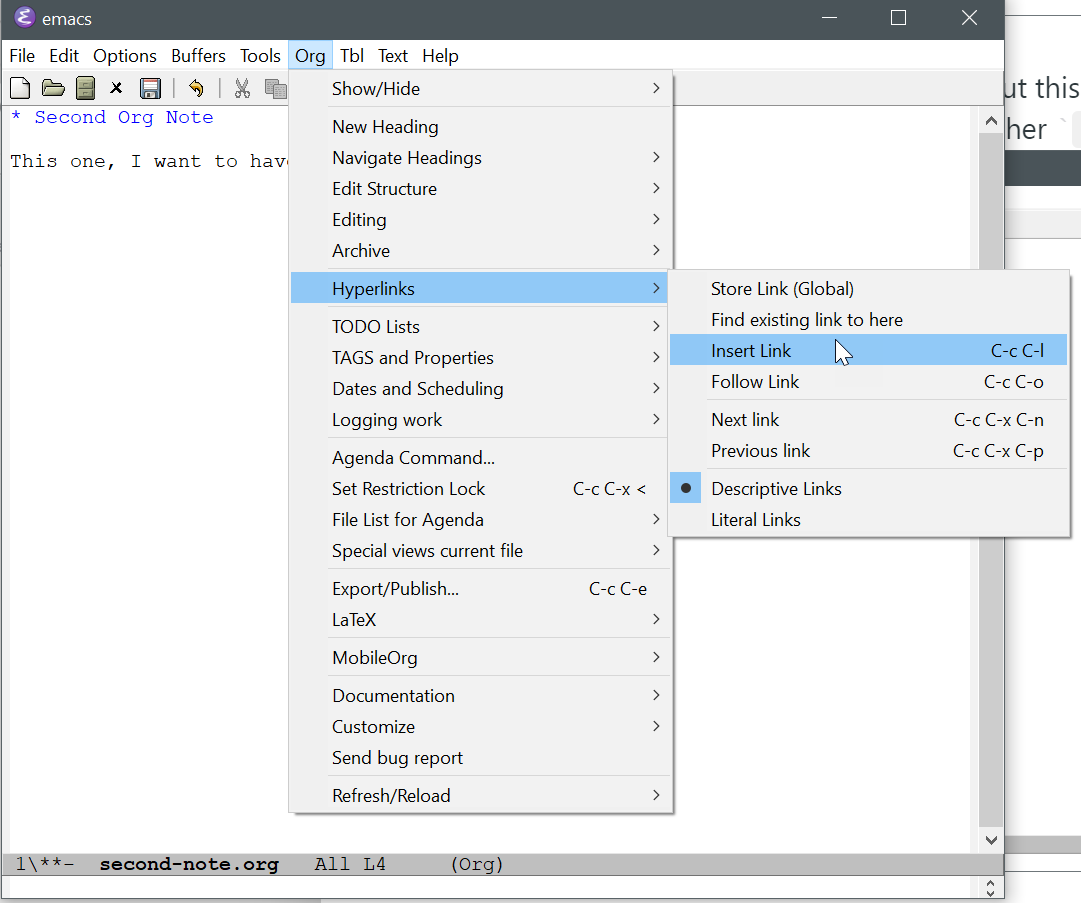 emacs
File Edit Options Buffers Tools Org Tbl Text Help
* Second Org Note
This one, I want to
Show/Hide
New Heading
Navigate Headings
Edit Structure
Editing
Archive
Hyperlinks
TODO Lists
TAGS and Properties
Dates and Scheduling
Logging work
Agenda Command...
Set Restriction Lock C-c C-x <
File List for Agenda
Special views current file
Export/Publish... C-c C-e
LaTeX
MobileOrg
Documentation
Customize
Send bug report
Refresh/Reload
Store Link (Global)
Find existing link to here
Insert Link C-c C-l
Follow Link C-c C-o
Next link C-c C-x C-n
Previous link C-c C-x C-p
Descriptive Links
Literal Links
this
1\**- second-note.org All L4 (Org)